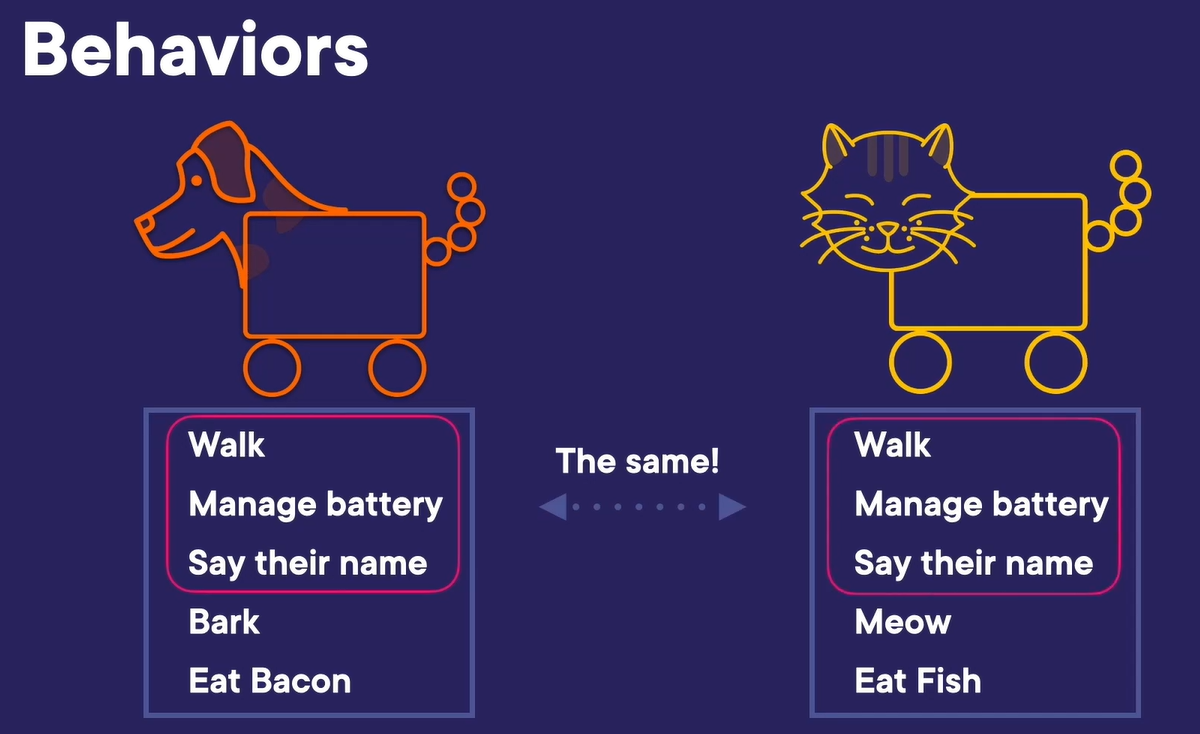 Behaviors
Walk
Manage battery
Say their name
Bark
Eat Bacon
The same!
Walk
Manage battery
Say their name
Meow
Eat Fish